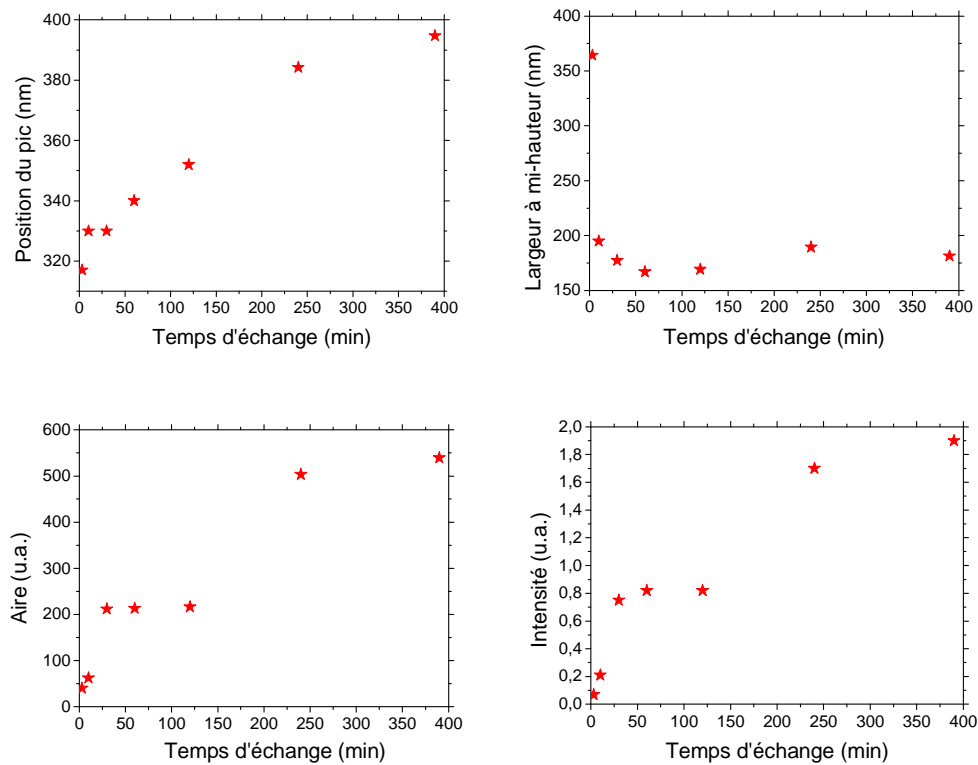 400
380
360
340
320
0 50 100 150 200 250 300 350 400
Position du pic (nm)
Temps d'échange (min)
400
350
300
250
200
150
0 50 100 150 200 250 300 350 400
Largeur à mi-hauteur (nm)
Temps d'échange (min)
600
500
400
300
200
100
0
0 50 100 150 200 250 300 350 400
Aire (u.a.)
Temps d'échange (min)
2,0
1,8
1,6
1,4
1,2
1,0
0,8
0,6
0,4
0,2
0,0
0 50 100 150 200 250 300 350 400
Intensité (u.a.)
Temps d'échange (min)